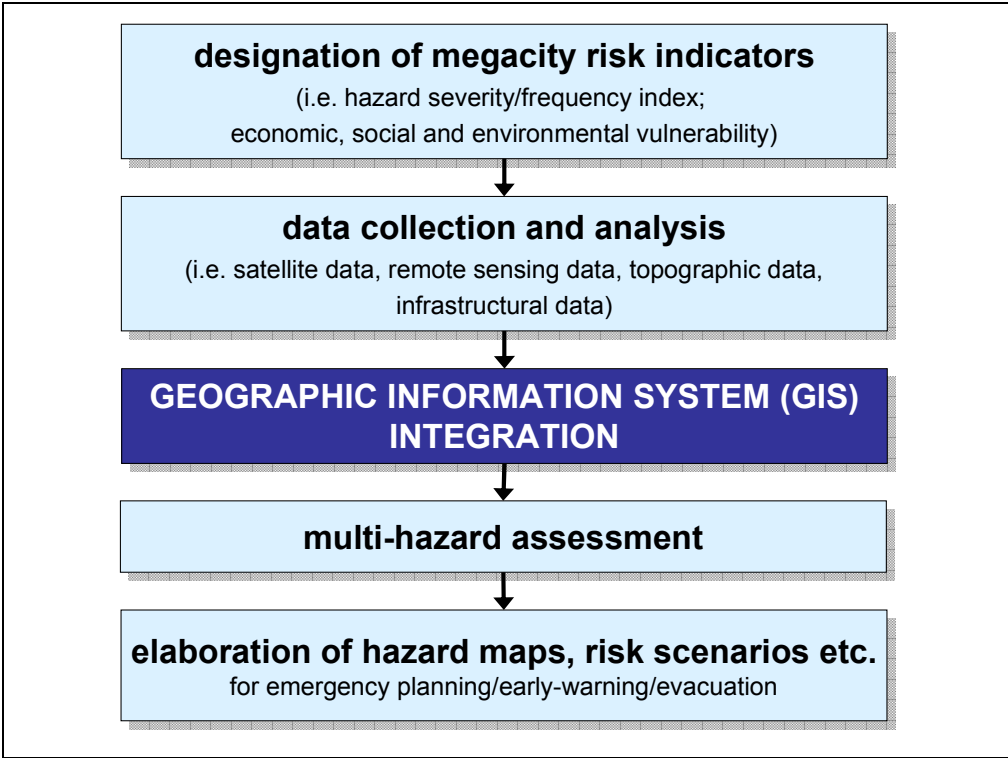 designation of megacity risk indicators
(i.e. hazard severity/frequency index;
economic, social and environmental vulnerability)
data collection and analysis
(i.e. satellite data, remote sensing data, topographic data,
infrastructural data)
GEOGRAPHIC INFORMATION SYSTEM (GIS)
INTEGRATION
multi-hazard assessment
elaboration of hazard maps, risk scenarios etc.
for emergency planning/early-warning/evacuation